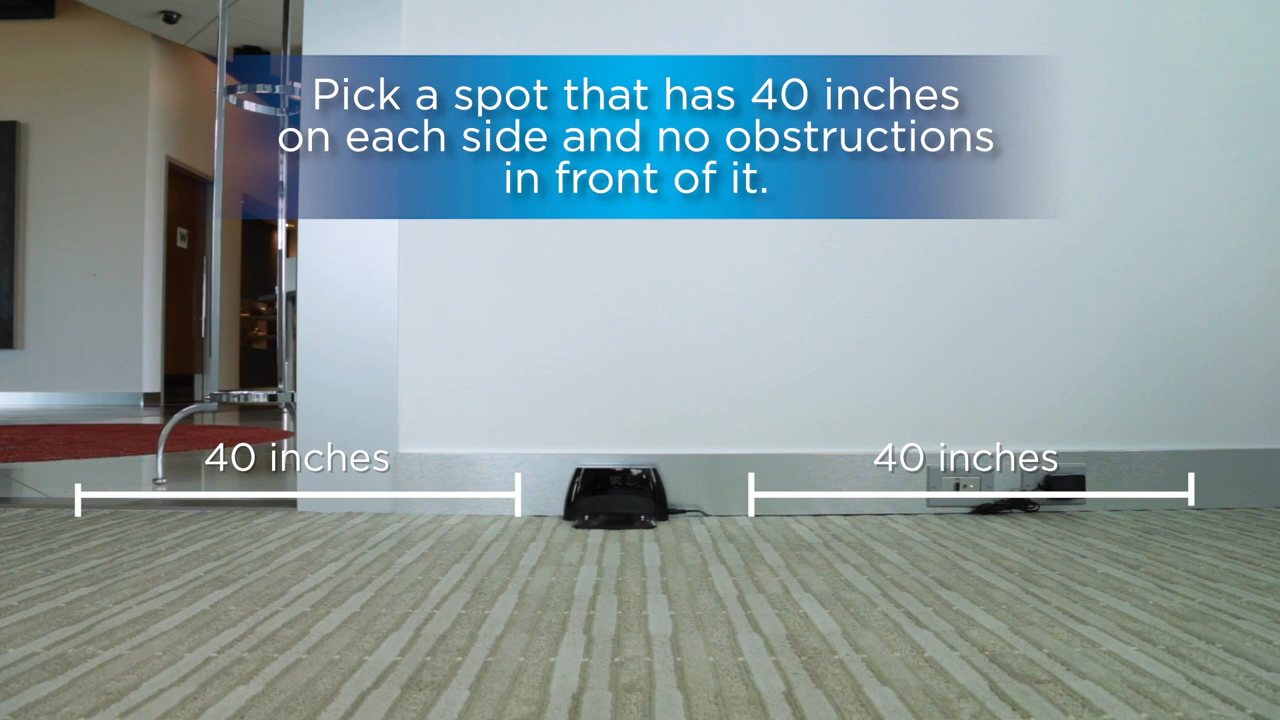 Pick a spot that has 40 inches
on each side and no obstructions
in front of it.
40 inches
40 inches